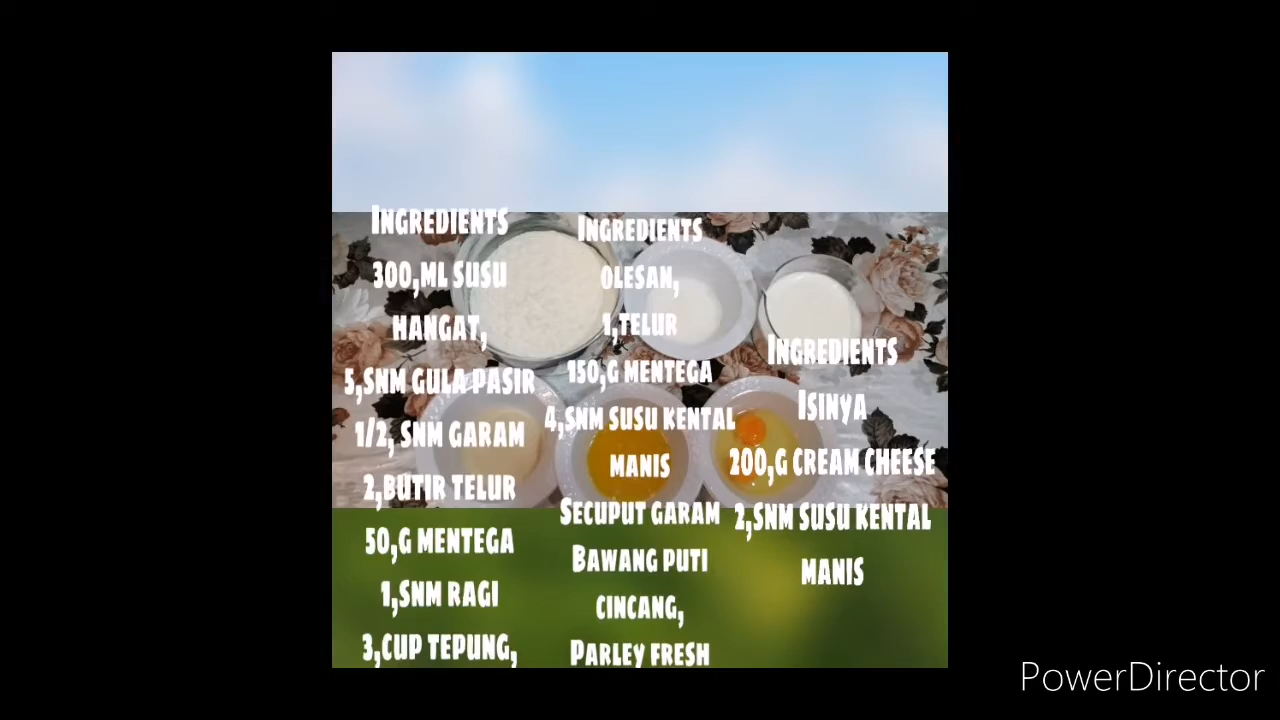 Ingredients
300,ml susu
hangat,
5,snm gula pasir
1/2, snm garam
2,butir telur
50,g mentega
1,snm ragi
3,cup tepung,
Ingredients
olesan,
1,telur
150,g mentega
4,snm susu kental
manis
Secuput garam
Bawang puti
cincang,
Parley fresh
Ingredients
Isinya
200,g cream cheese
2,snm susu kental
manis
PowerDirector